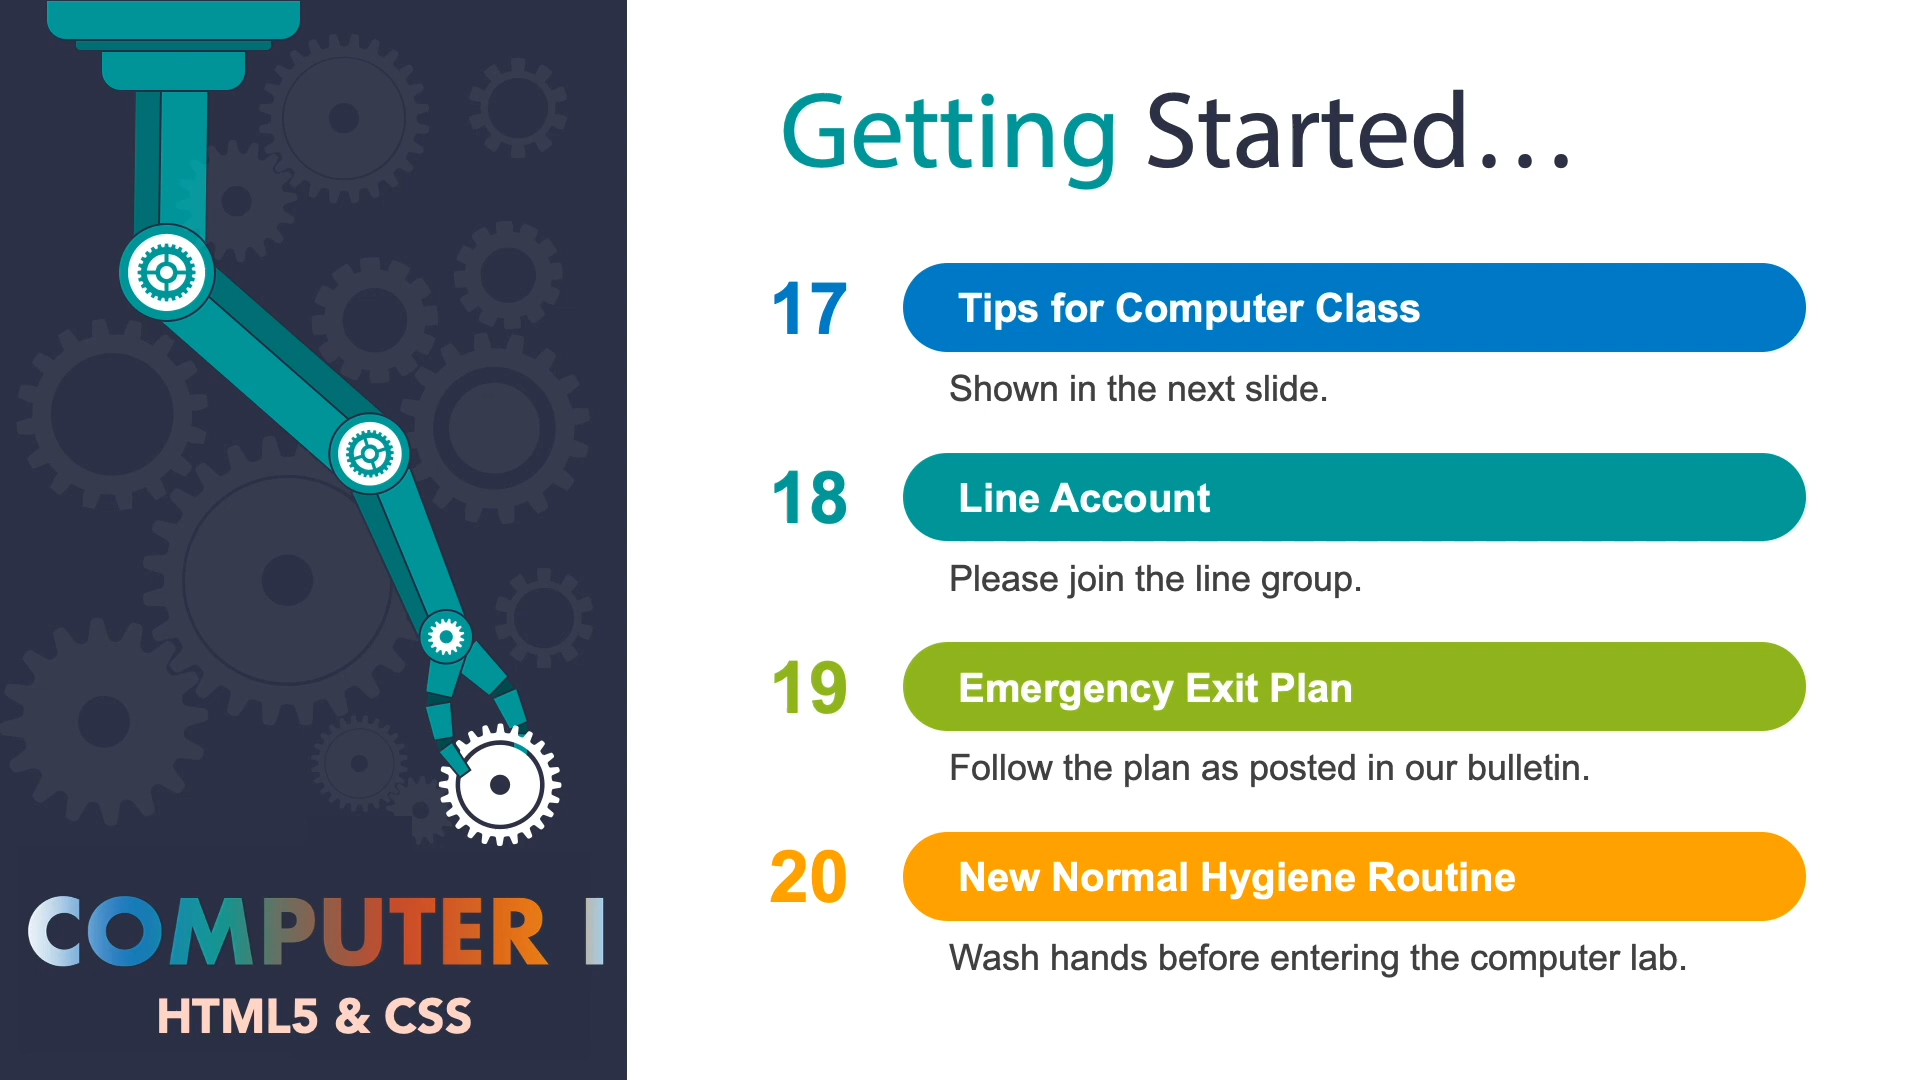 Getting Started...
17
Tips for Computer Class
Shown in the next slide.
18
Line Account
Please join the line group.
19
Emergency Exit Plan
Follow the plan as posted in our bulletin.
20
New Normal Hygiene Routine
Wash hands before entering the computer lab.
COMPUTER I
HTML5 & CSS